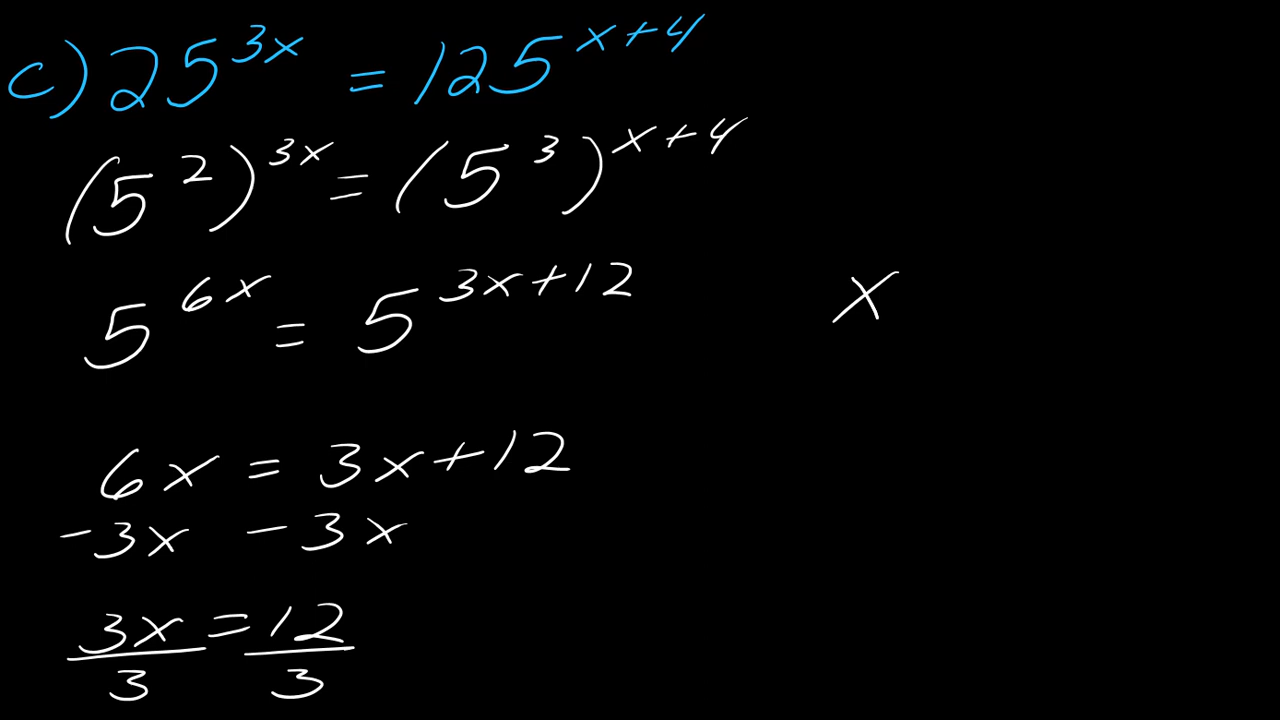 c) 25^{3x} = 125^{x+4}
(5^2)^{3x} = (5^3)^{x+4}
5^{6x} = 5^{3x+12}
x
6x = 3x+12
-3x -3x
3x/3 = 12/3